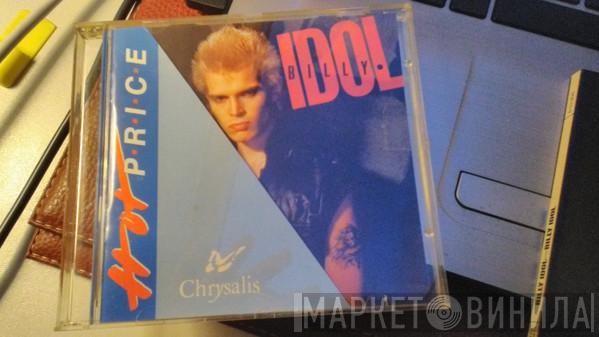 IDOL
BILLY
Hot
P·R·I·C·E
Chrysalis
BILLY IDOL
BILLY IDOL
МАРКЕТ ВИНИЛА